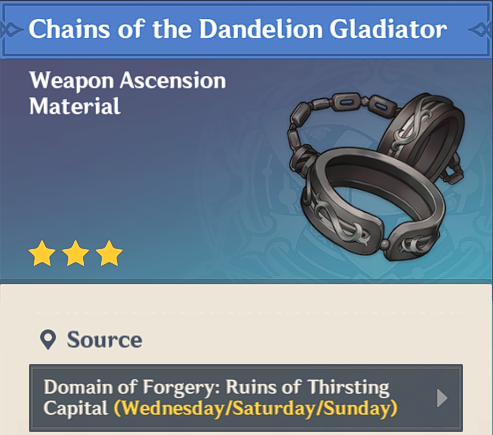 Chains of the Dandelion Gladiator
Weapon Ascension
Material
Source
Domain of Forgery: Ruins of Thirsting
Capital (Wednesday/Saturday/Sunday)